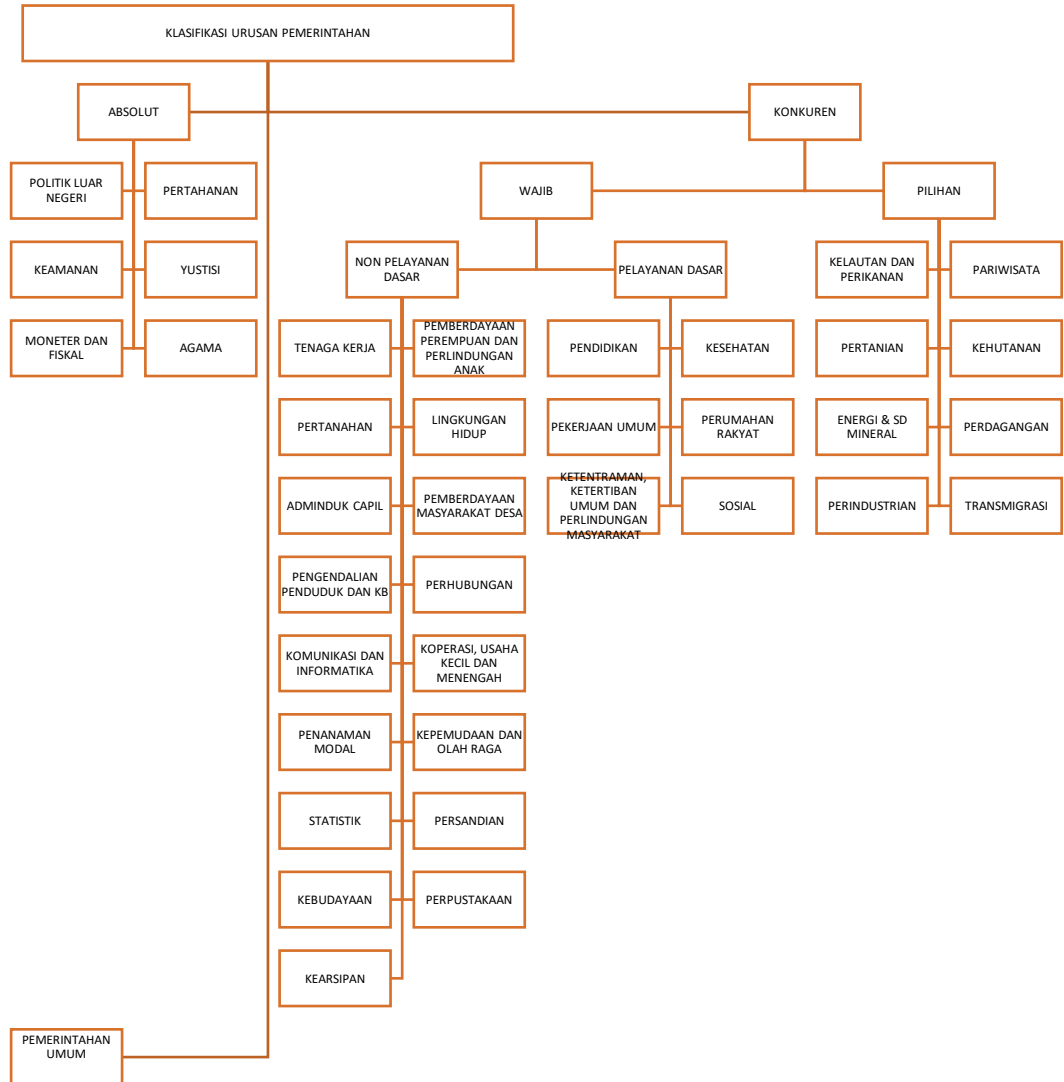 KLASIFIKASI URUSAN PEMERINTAHAN
ABSOLUT
KONKUREN
POLITIK LUAR
NEGERI
PERTAHANAN
WAJIB
PILIHAN
KEAMANAN
YUSTISI
NON PELAYANAN
DASAR
PELAYANAN DASAR
KELAUTAN DAN
PERIKANAN
PARIWISATA
MONETER DAN
FISKAL
AGAMA
TENAGA KERJA
PEMBERDAYAAN
PEREMPUAN DAN
PERLINDUNGAN
ANAK
PENDIDIKAN
KESEHATAN
PERTANIAN
KEHUTANAN
PERTANAHAN
LINGKUNGAN
HIDUP
PEKERJAAN UMUM
PERUMAHAN
RAKYAT
ENERGI & SD
MINERAL
PERDAGANGAN
ADMINDUK CAPIL
PEMBERDAYAAN
MASYARAKAT DESA
KETENTRAMAN,
KETERTIBAN
UMUM DAN
PERLINDUNGAN
MASYARAKAT
SOSIAL
PERINDUSTRIAN
TRANSMIGRASI
PENGENDALIAN
PENDUDUK DAN KB
PERHUBUNGAN
KOMUNIKASI DAN
INFORMATIKA
KOPERASI, USAHA
KECIL DAN
MENENGAH
PENANAMAN
MODAL
KEPEMUDAAN DAN
OLAH RAGA
STATISTIK
PERSANDIAN
KEBUDAYAAN
PERPUSTAKAAN
KEARSIPAN
PEMERINTAHAN
UMUM